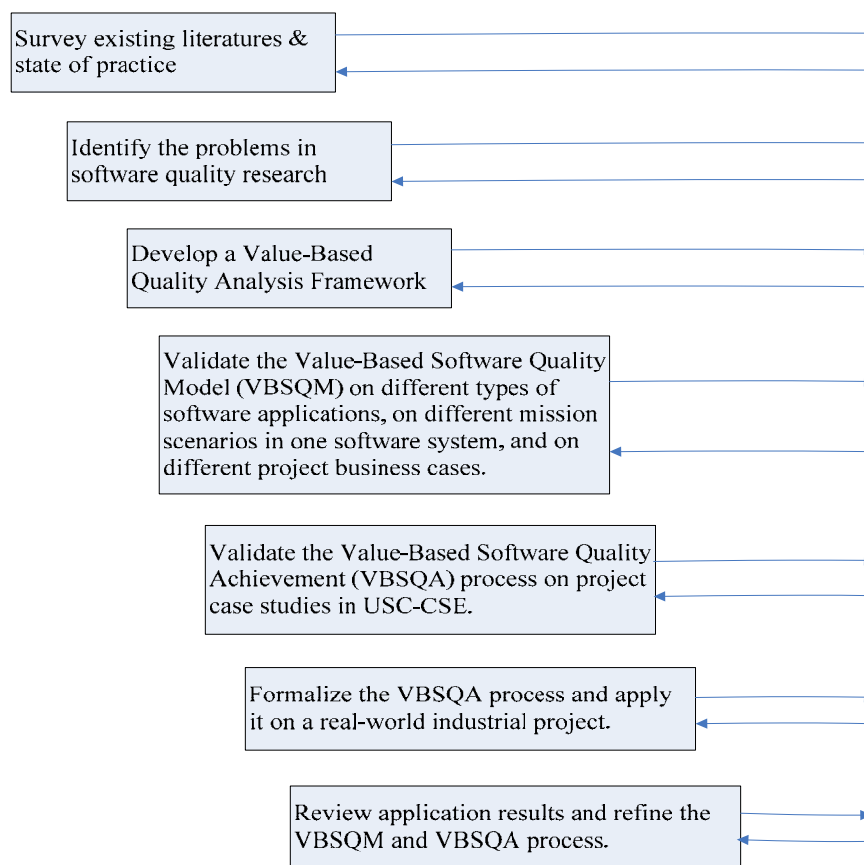 Survey existing literatures &
state of practice
Identify the problems in
software quality research
Develop a Value-Based
Quality Analysis Framework
Validate the Value-Based Software Quality
Model (VBSQM) on different types of
software applications, on different mission
scenarios in one software system, and on
different project business cases.
Validate the Value-Based Software Quality
Achievement (VBSQA) process on project
case studies in USC-CSE.
Formalize the VBSQA process and apply
it on a real-world industrial project.
Review application results and refine the
VBSQM and VBSQA process.